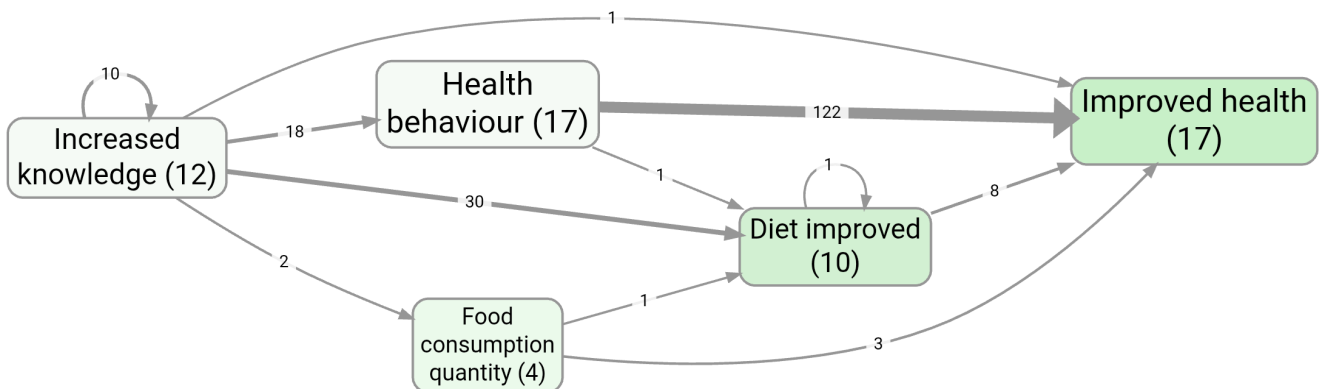 1
10
Increased
knowledge (12)
18
Health
behaviour (17)
122
Improved health
(17)
30
1
1
Diet improved
(10)
8
2
Food
consumption
quantity (4)
1
3